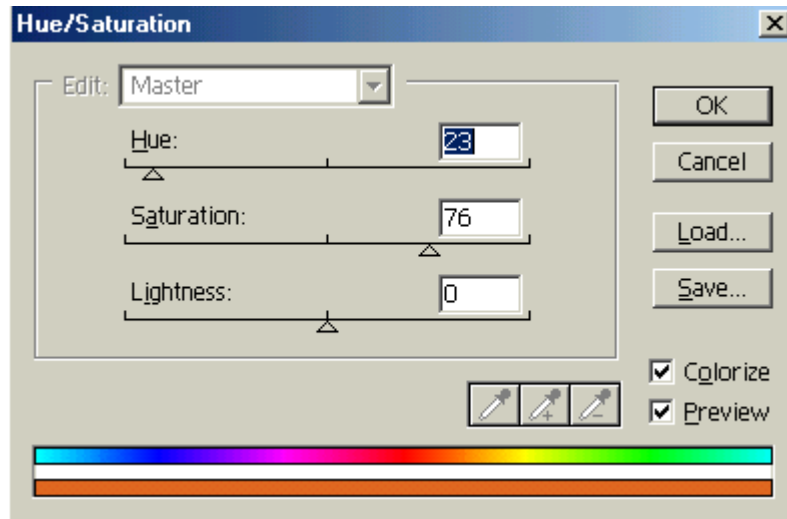 Hue/Saturation
Edit: Master
OK
Hue: 23
Cancel
Saturation: 76
Load...
Lightness: 0
Save...
Colorize
Preview